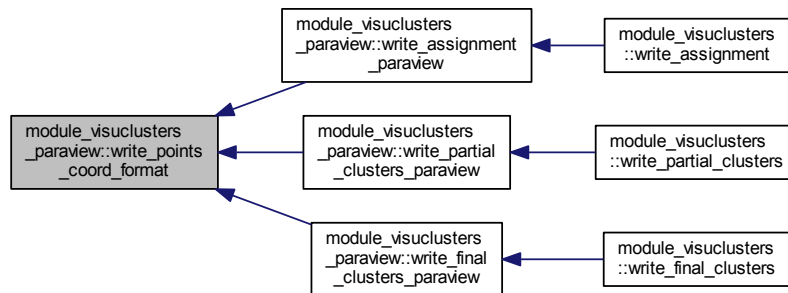 module_visuclusters
_paraview::write_assignment
_paraview
module_visuclusters
::write_assignment
module_visuclusters
_paraview::write_points
_coord_format
module_visuclusters
_paraview::write_partial
_clusters_paraview
module_visuclusters
::write_partial_clusters
module_visuclusters
_paraview::write_final
_clusters_paraview
module_visuclusters
::write_final_clusters